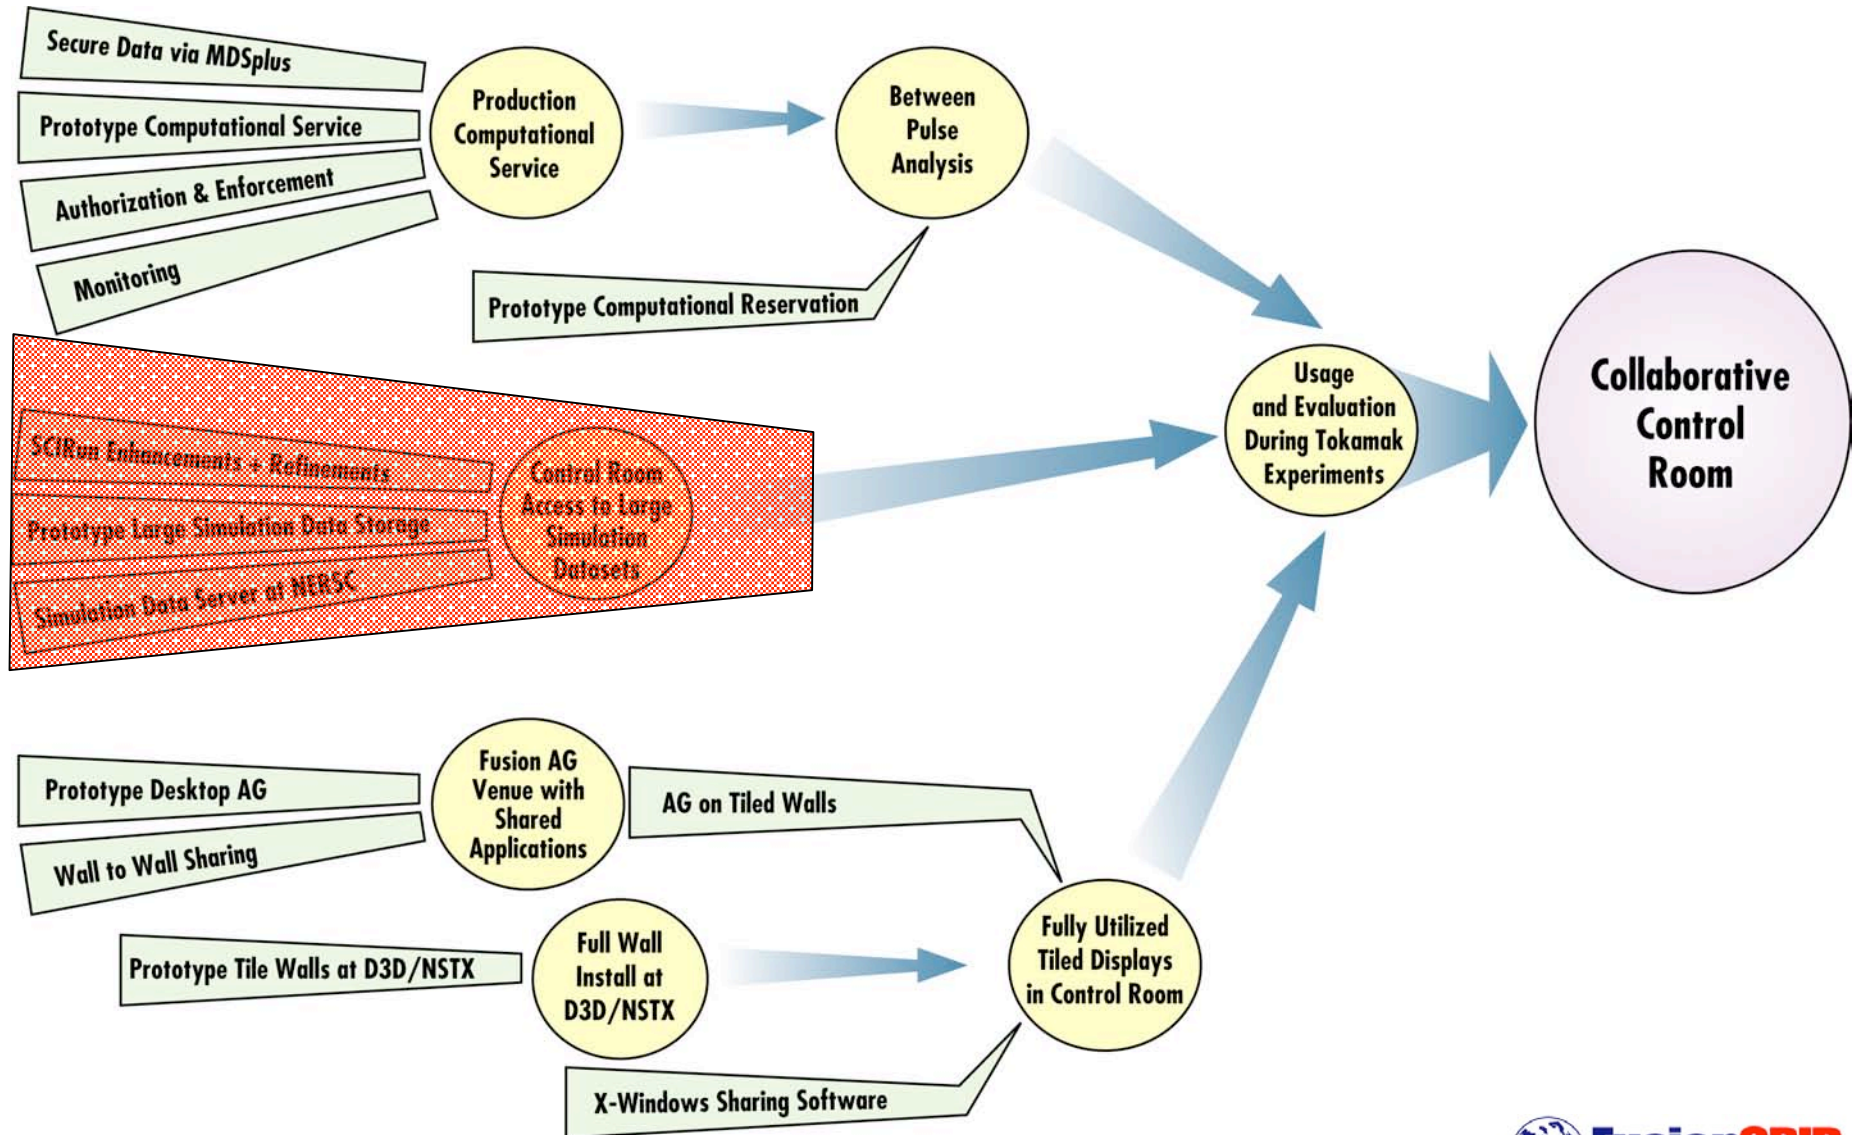 Secure Data via MDSplus
Prototype Computational Service
Authorization & Enforcement
Monitoring
Production
Computational
Service
Between
Pulse
Analysis
Prototype Computational Reservation
SCIRun Enhancements + Refinements
Prototype Large Simulation Data Storage
Simulation Data Server at NERSC
Control Room
Access to Large
Simulation
Datasets
Usage
and Evaluation
During Tokamak
Experiments
Collaborative
Control
Room
Prototype Desktop AG
Wall to Wall Sharing
Fusion AG
Venue with
Shared
Applications
AG on Tiled Walls
Prototype Tile Walls at D3D/NSTX
Full Wall
Install at
D3D/NSTX
Fully Utilized
Tiled Displays
in Control Room
X-Windows Sharing Software
FusionGRID